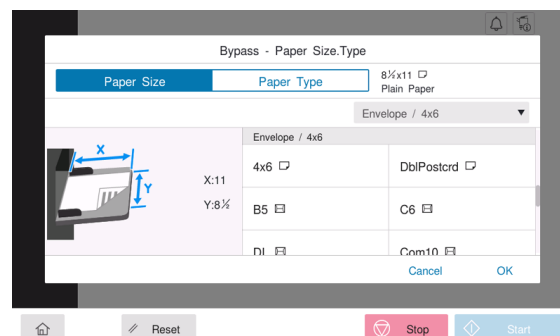 Bypass - Paper Size.Type
Paper Size
Paper Type
8½x11
Plain Paper
Envelope / 4x6
Envelope / 4x6
X
Y
X:11
Y:8½
4x6
DblPostcrd
B5
C6
DL
Com10
Cancel
OK
Reset
Stop
Start